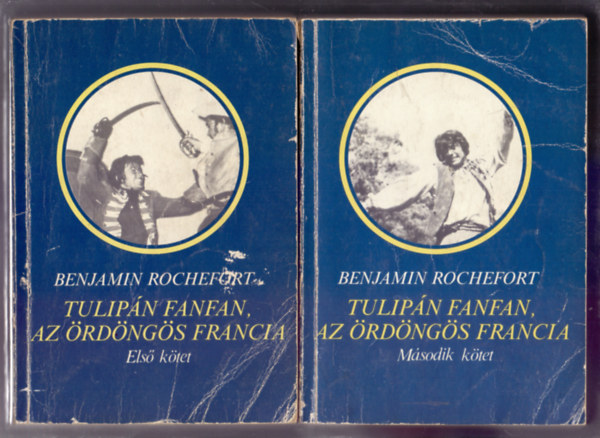 BENJAMIN ROCHEFORT
TULIPÁN FANFAN,
AZ ÖRDÖNGÖS FRANCIA
Első kötet
BENJAMIN ROCHEFORT
TULIPÁN FANFAN,
AZ ÖRDÖNGÖS FRANCIA
Második kötet